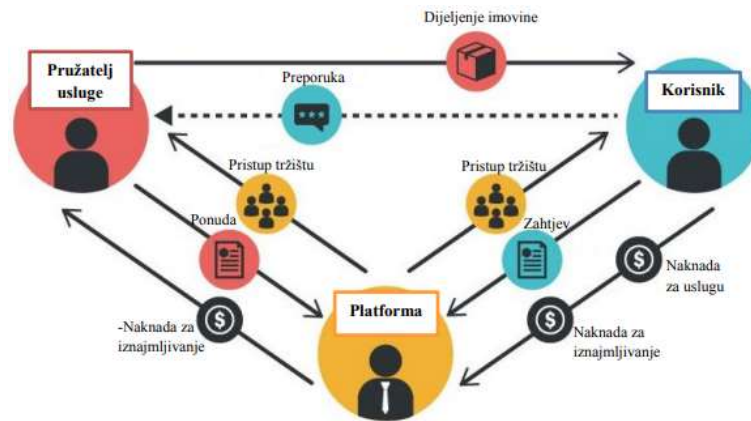 Dijeljenje imovine
Pružatelj
usluge
Preporuka
Korisnik
Pristup tržištu
Pristup tržištu
Ponuda
Zahtjev
Naknada
za uslugu
Platforma
-Naknada za
iznajmljivanje
Naknada za
iznajmljivanje